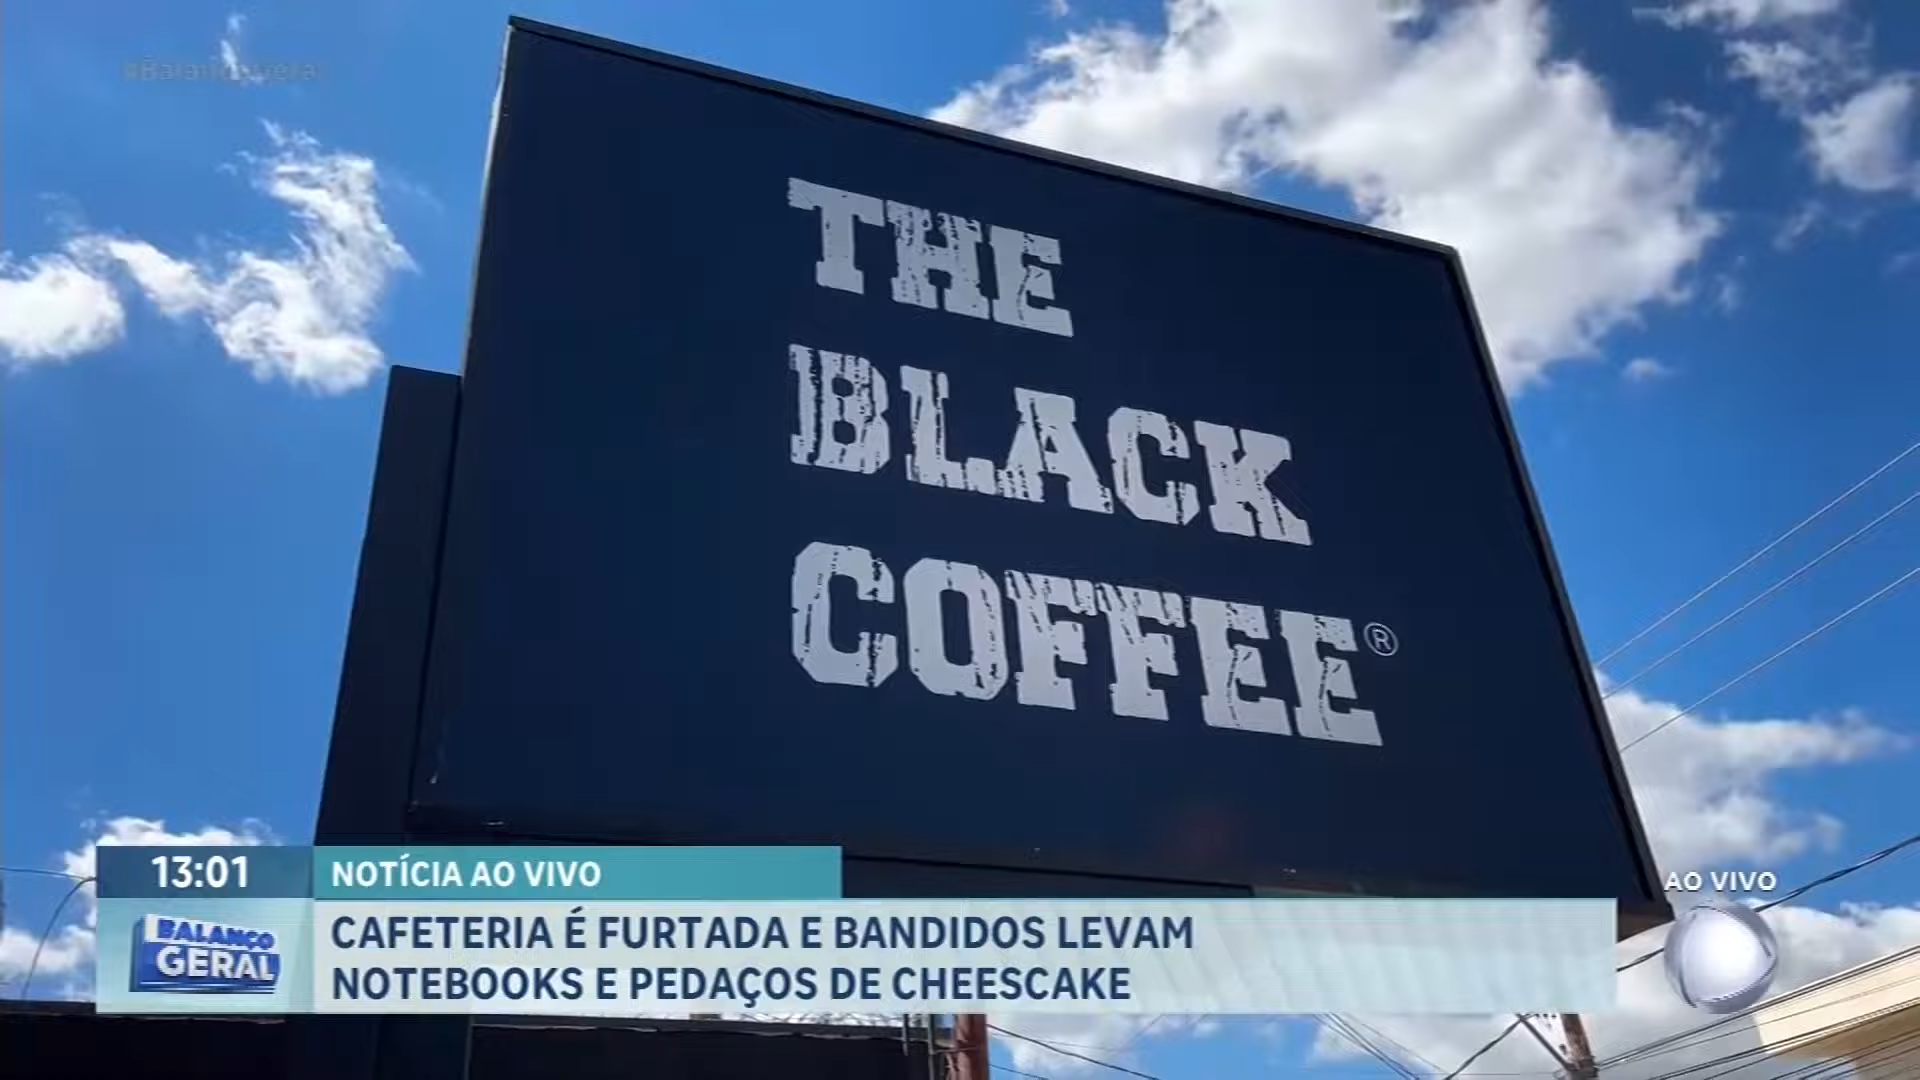 #BalançoGeral
THE
BLACK
COFFEE®
AO VIVO
13:01
NOTÍCIA AO VIVO
BALANÇO
GERAL
CAFETERIA É FURTADA E BANDIDOS LEVAM
NOTEBOOKS E PEDAÇOS DE CHEESCAKE